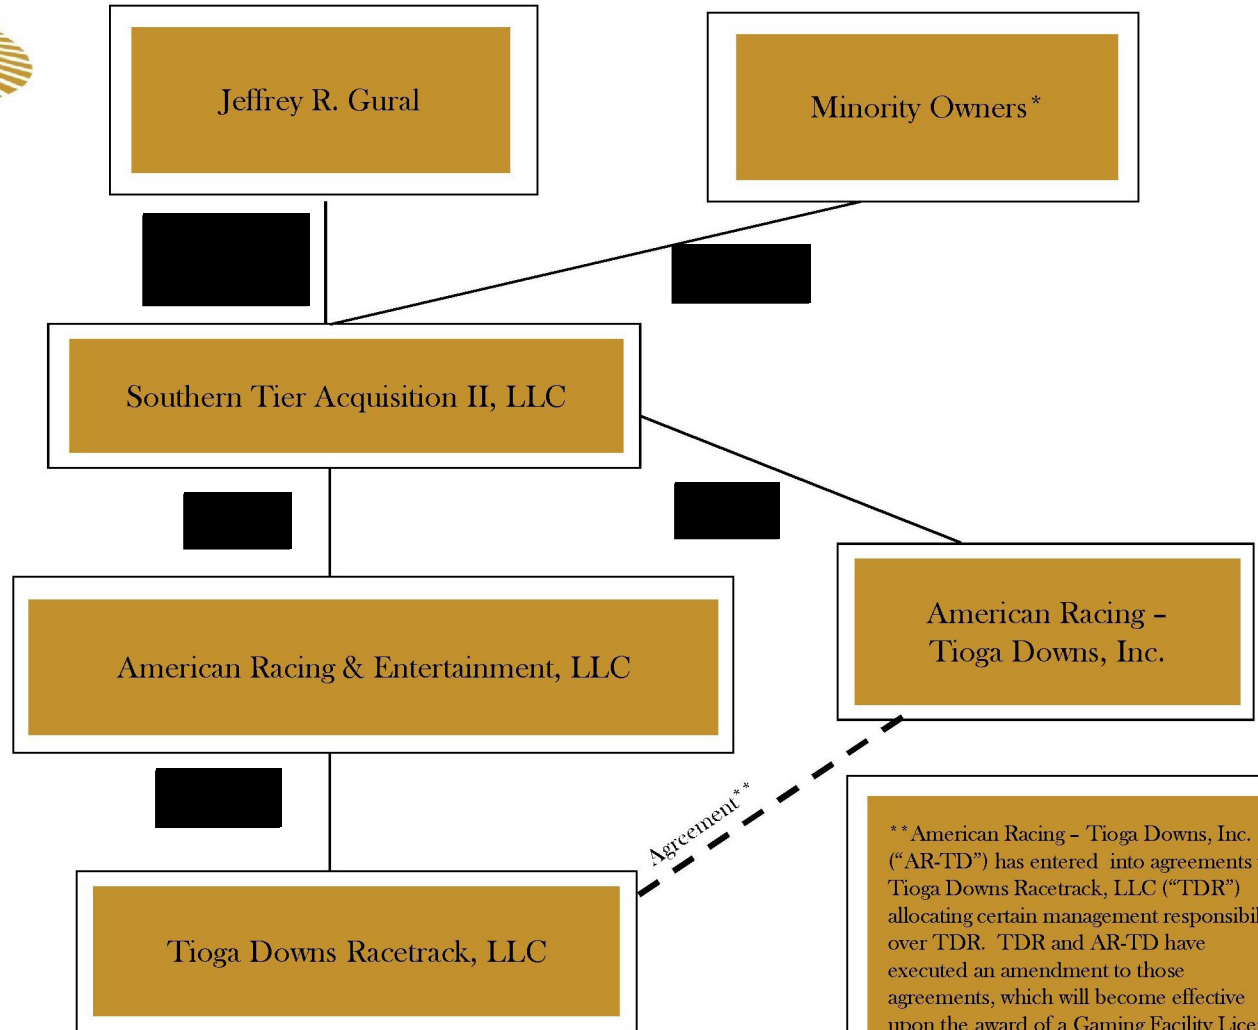 Jeffrey R. Gural
Minority Owners*
Southern Tier Acquisition II, LLC
American Racing & Entertainment, LLC
American Racing –
Tioga Downs, Inc.
Agreement**
Tioga Downs Racetrack, LLC
**American Racing – Tioga Downs, Inc.
("AR-TD") has entered into agreements
Tioga Downs Racetrack, LLC ("TDR")
allocating certain management
over TDR. TDR and AR-TD have
executed an amendment to those
agreements, which will become effective
upon the award of a Gaming Facility